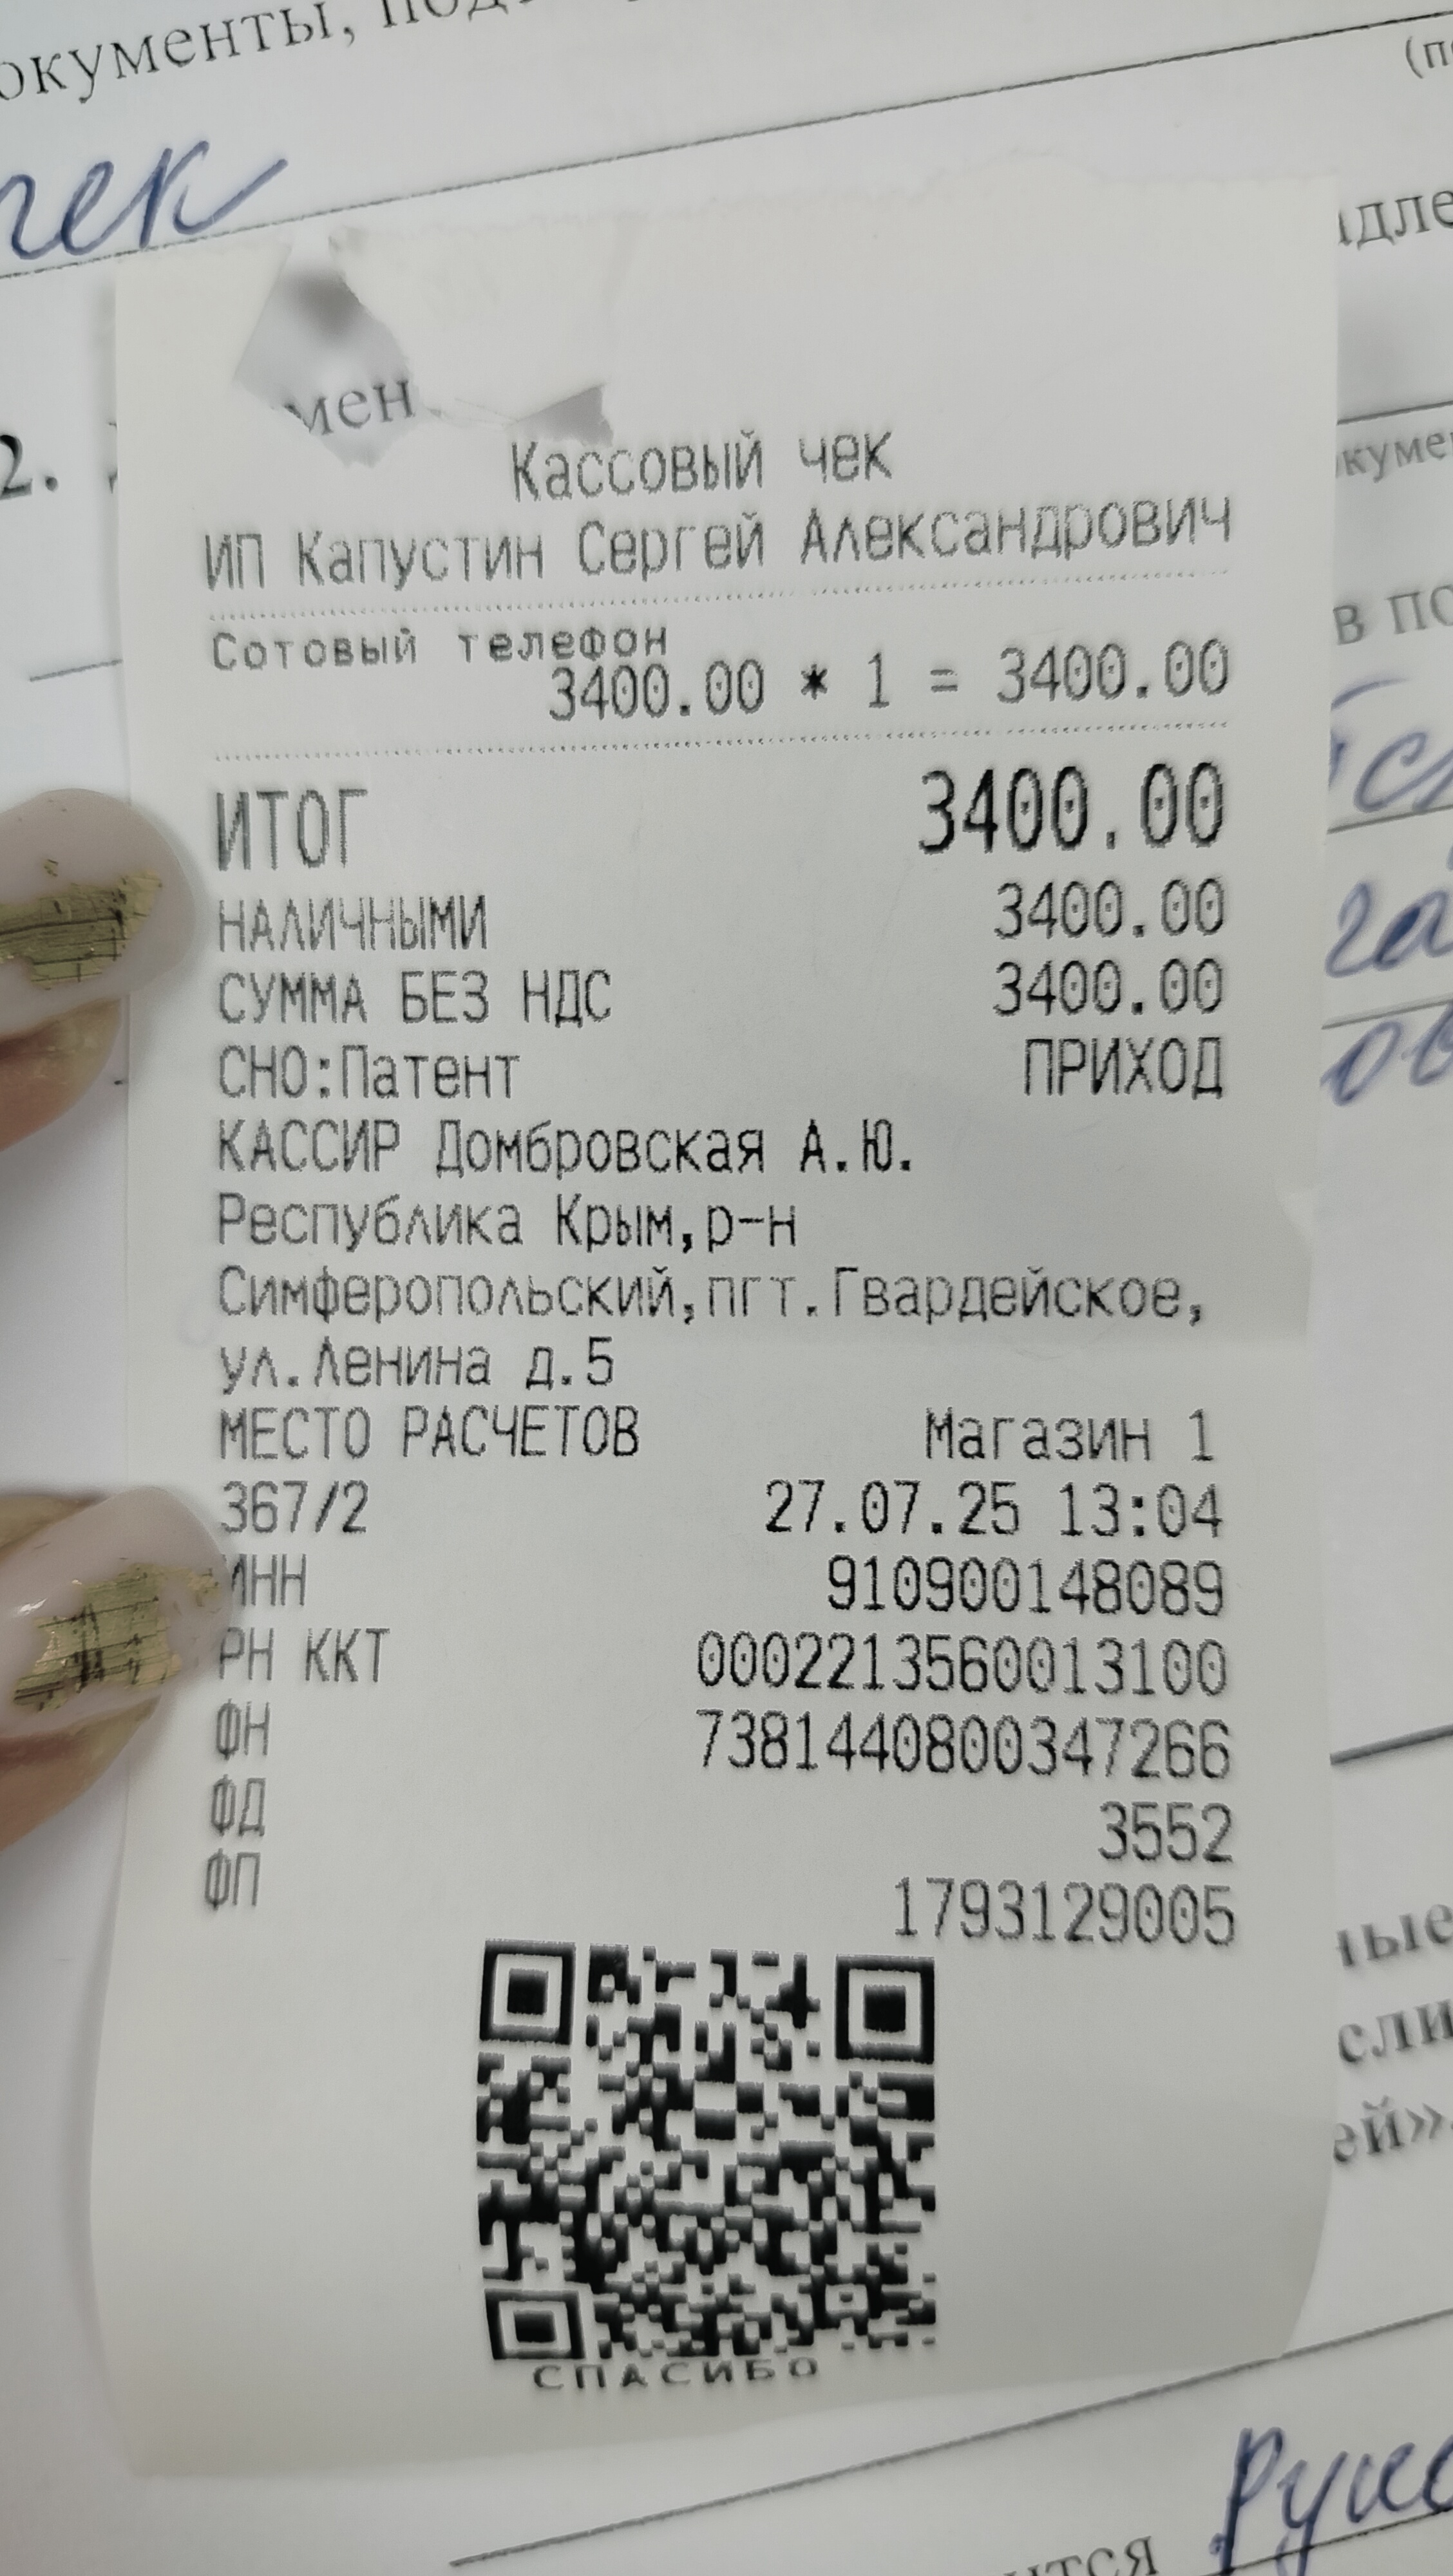 чек
2.
мен
Кассовый чек
ИП Капустин Сергей Александрович
Сотовый телефон
3400.00 * 1 = 3400.00
ИТОГ 3400.00
НАЛИЧНЫМИ 3400.00
СУММА БЕЗ НДС 3400.00
СНО:Патент ПРИХОД
КАССИР Домбровская А.Ю.
Республика Крым,р-н
Симферопольский,пгт.Гвардейское,
ул.Ленина д.5
МЕСТО РАСЧЕТОВ Магазин 1
367/2 27.07.25 13:04
ИНН 910900148089
РН ККТ 0002213560013100
ФН 7381440800347266
ФД 3552
ФП 1793129005
СПАСИБО